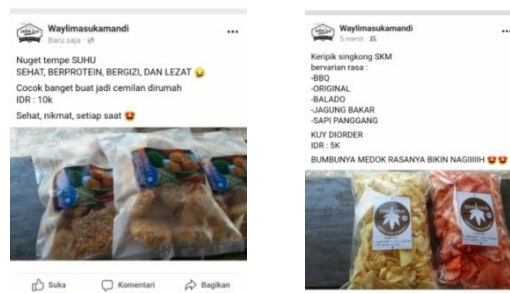 Waylimasukamandi
Baru saja
Nuget tempe SUHU
SEHAT, BERPROTEIN, BERGIZI, DAN LEZAT
Cocok banget buat jadi cemilan dirumah
IDR : 10k
Sehat, nikmat, setiap saat
Suka
Komentari
Bagikan
Waylimasukamandi
5 menit
Keripik singkong SKM
bervarian rasa :
-BBQ
-ORIGINAL
-BALADO
-JAGUNG BAKAR
-SAPI PANGGANG
KUY DIORDER
IDR : 5K
BUMBUNYA MEDOK RASANYA BIKIN NAGIIIIIH